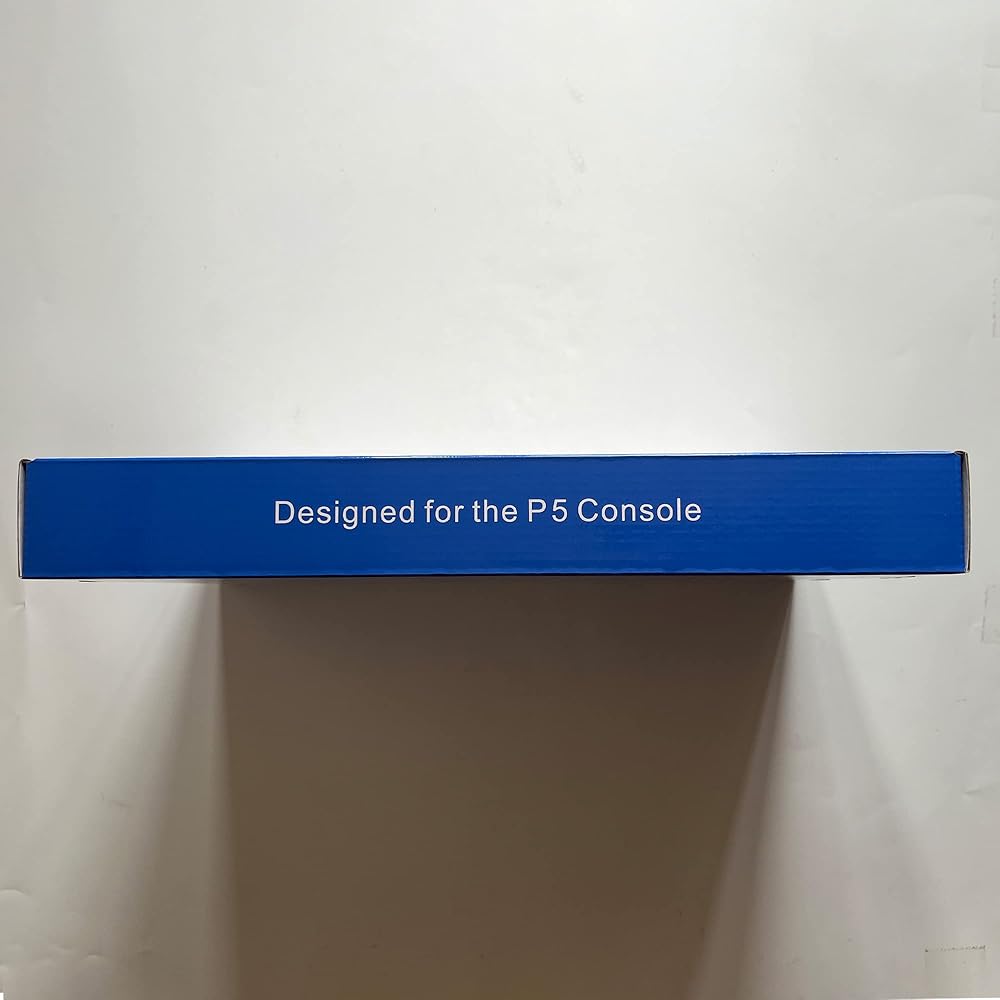 Designed for the P5 Console